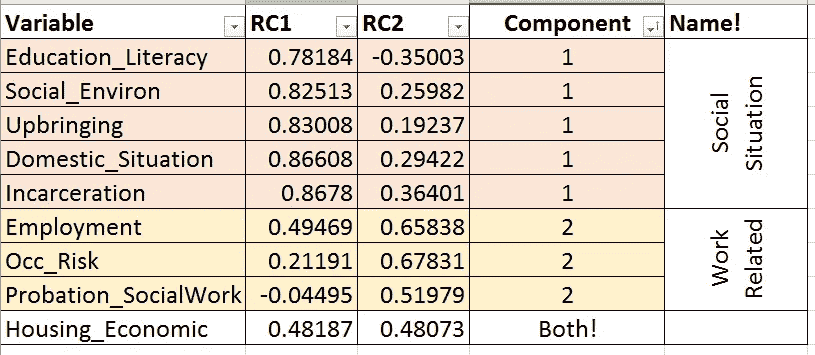 Variable RC1 RC2 Component Name!
Education_Literacy 0.78184 -0.35003 1
Social_Environ 0.82513 0.25982 1
Upbringing 0.83008 0.19237 1
Domestic_Situation 0.86608 0.29422 1
Incarceration 0.8678 0.36401 1
Social
Situation
Employment 0.49469 0.65838 2
Occ_Risk 0.21191 0.67831 2
Probation_SocialWork -0.04495 0.51979 2
Work
Related
Housing_Economic 0.48187 0.48073 Both!